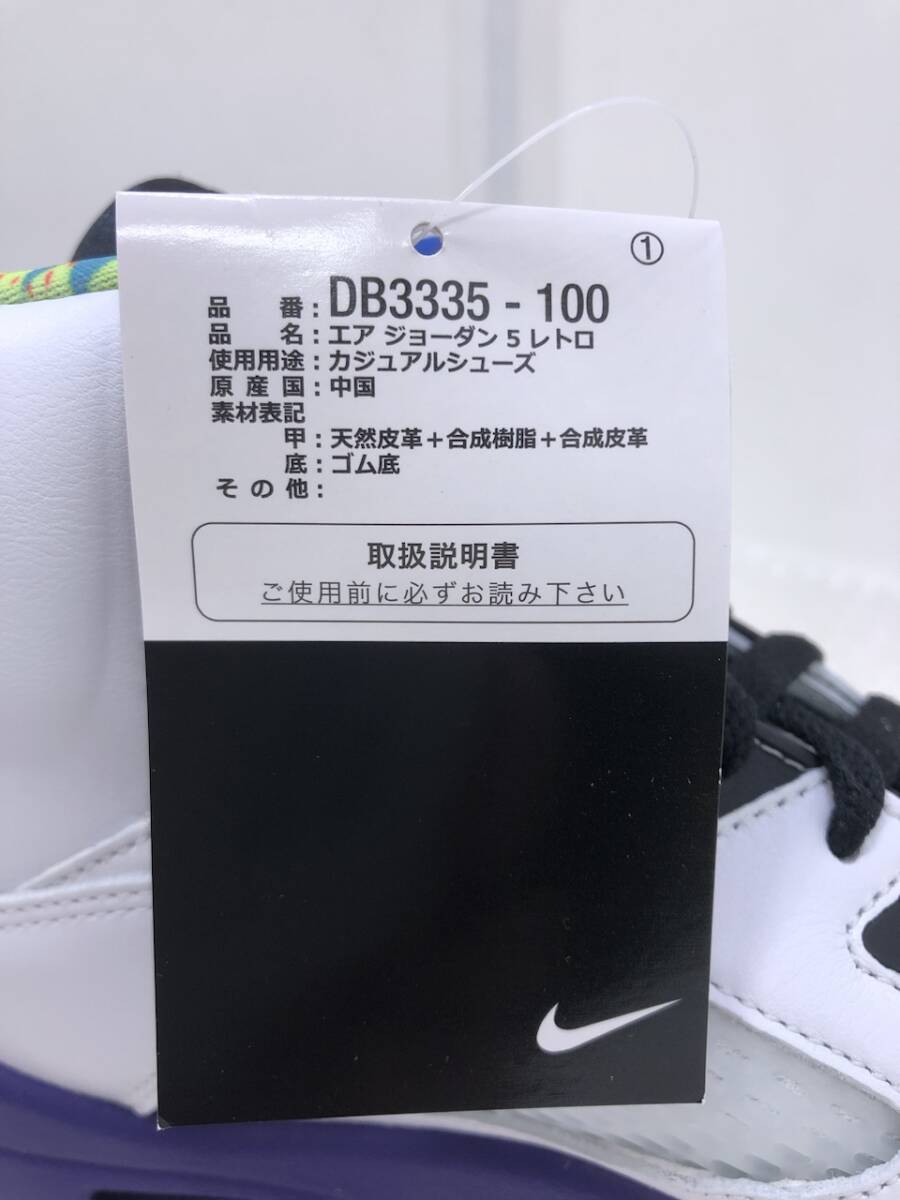 ①
品 番：DB3335 - 100
品 名：エア ジョーダン 5 レトロ
使用用途：カジュアルシューズ
原 産 国：中国
素材表記
甲：天然皮革＋合成樹脂＋合成皮革
底：ゴム底
そ の 他：
取扱説明書
ご使用前に必ずお読み下さい